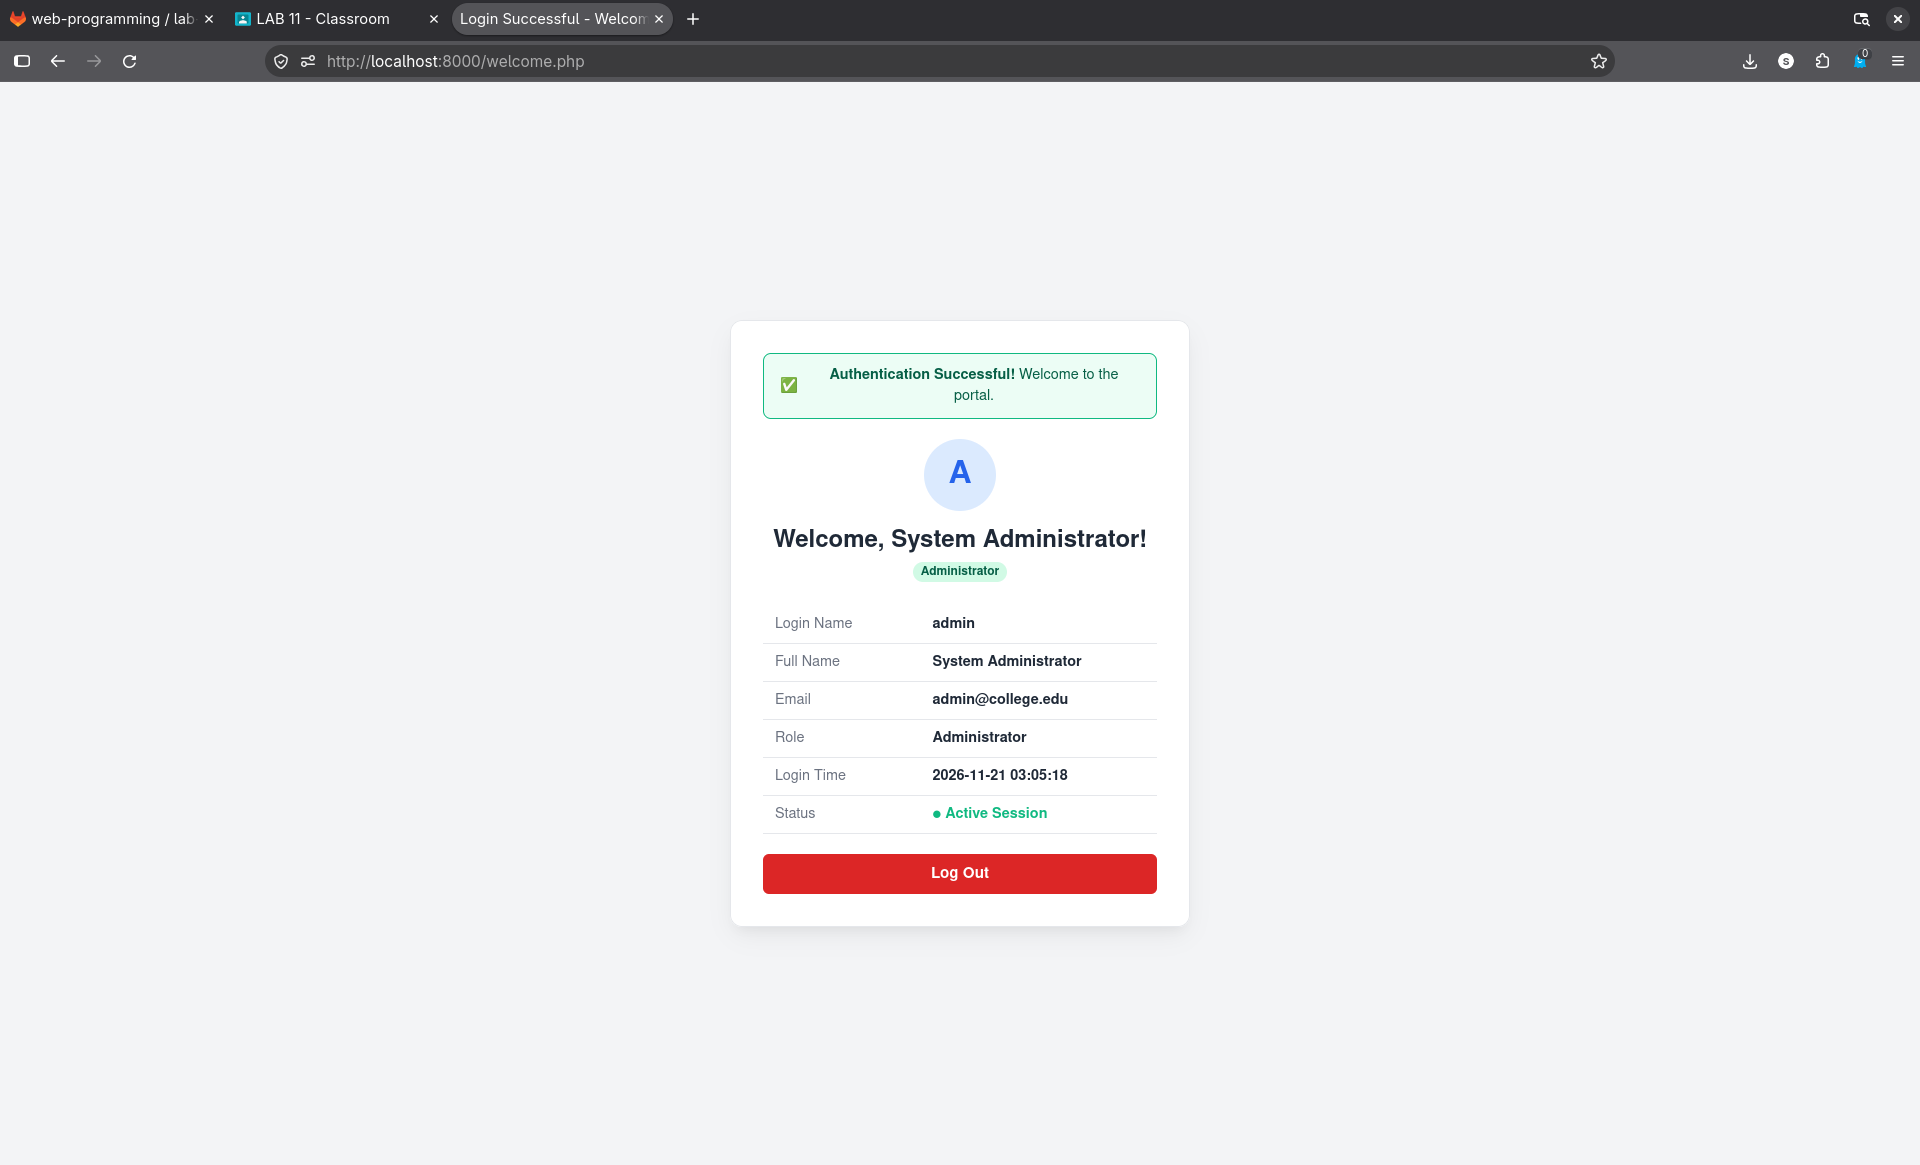 web-programming / lab
LAB 11 - Classroom
Login Successful - Welcom
http://localhost:8000/welcome.php
S
0
✅ Authentication Successful! Welcome to the
portal.
A
Welcome, System Administrator!
Administrator
Login Name admin
Full Name System Administrator
Email admin@college.edu
Role Administrator
Login Time 2026-11-21 03:05:18
Status ● Active Session
Log Out